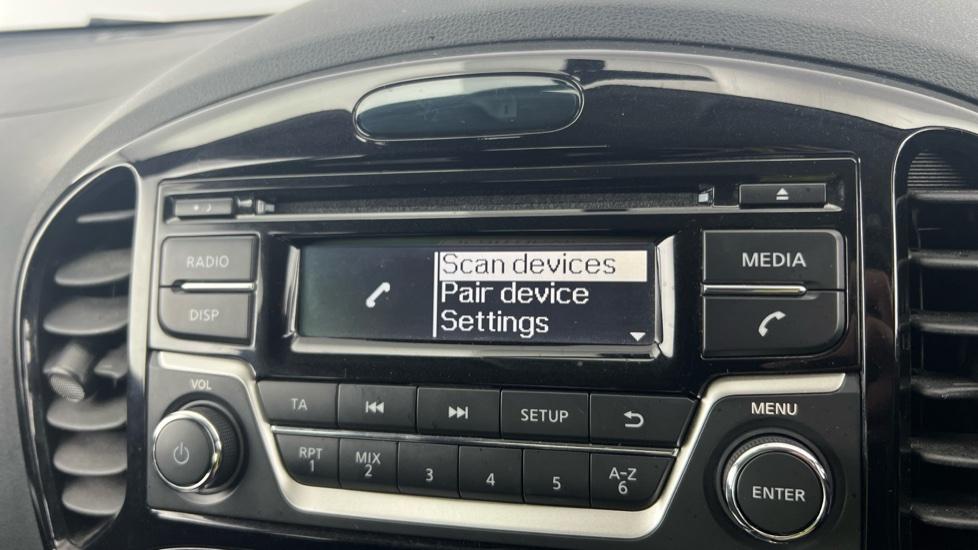 RADIO
DISP
Scan devices
Pair device
Settings
MEDIA
VOL
TA
SETUP
MENU
RPT
1
MIX
2
3
4
5
A-Z
6
ENTER